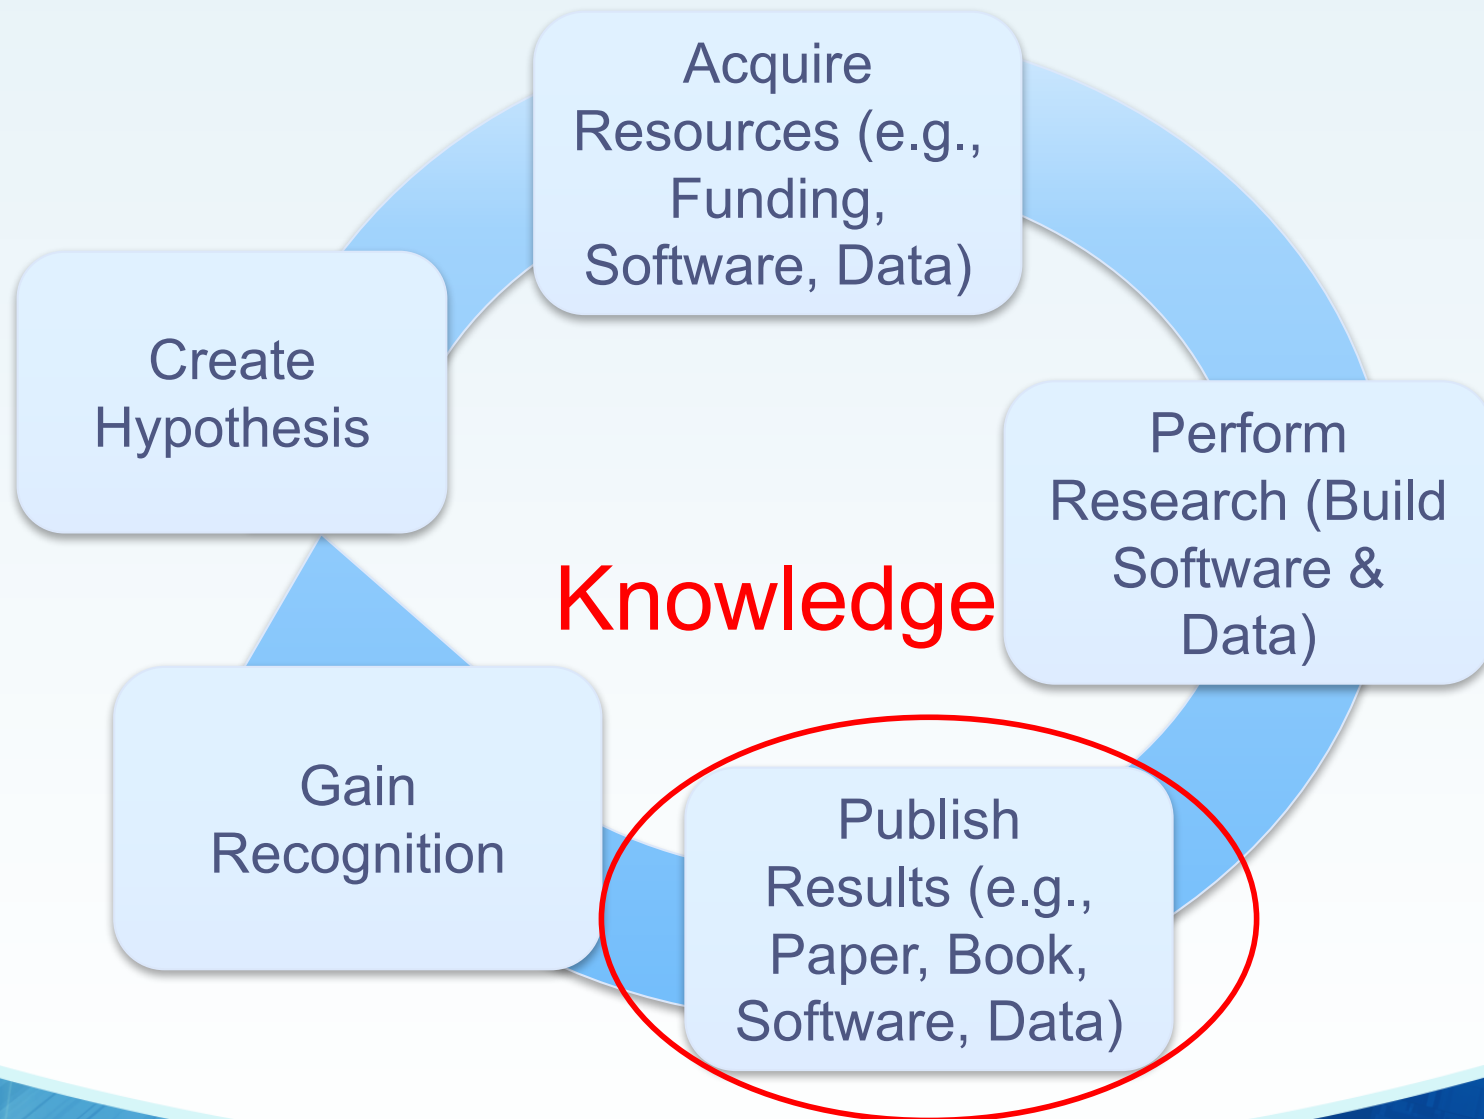 Acquire
Resources (e.g.,
Funding,
Software, Data)
Create
Hypothesis
Perform
Research (Build
Software &
Data)
Knowledge
Gain
Recognition
Publish
Results (e.g.,
Paper, Book,
Software, Data)